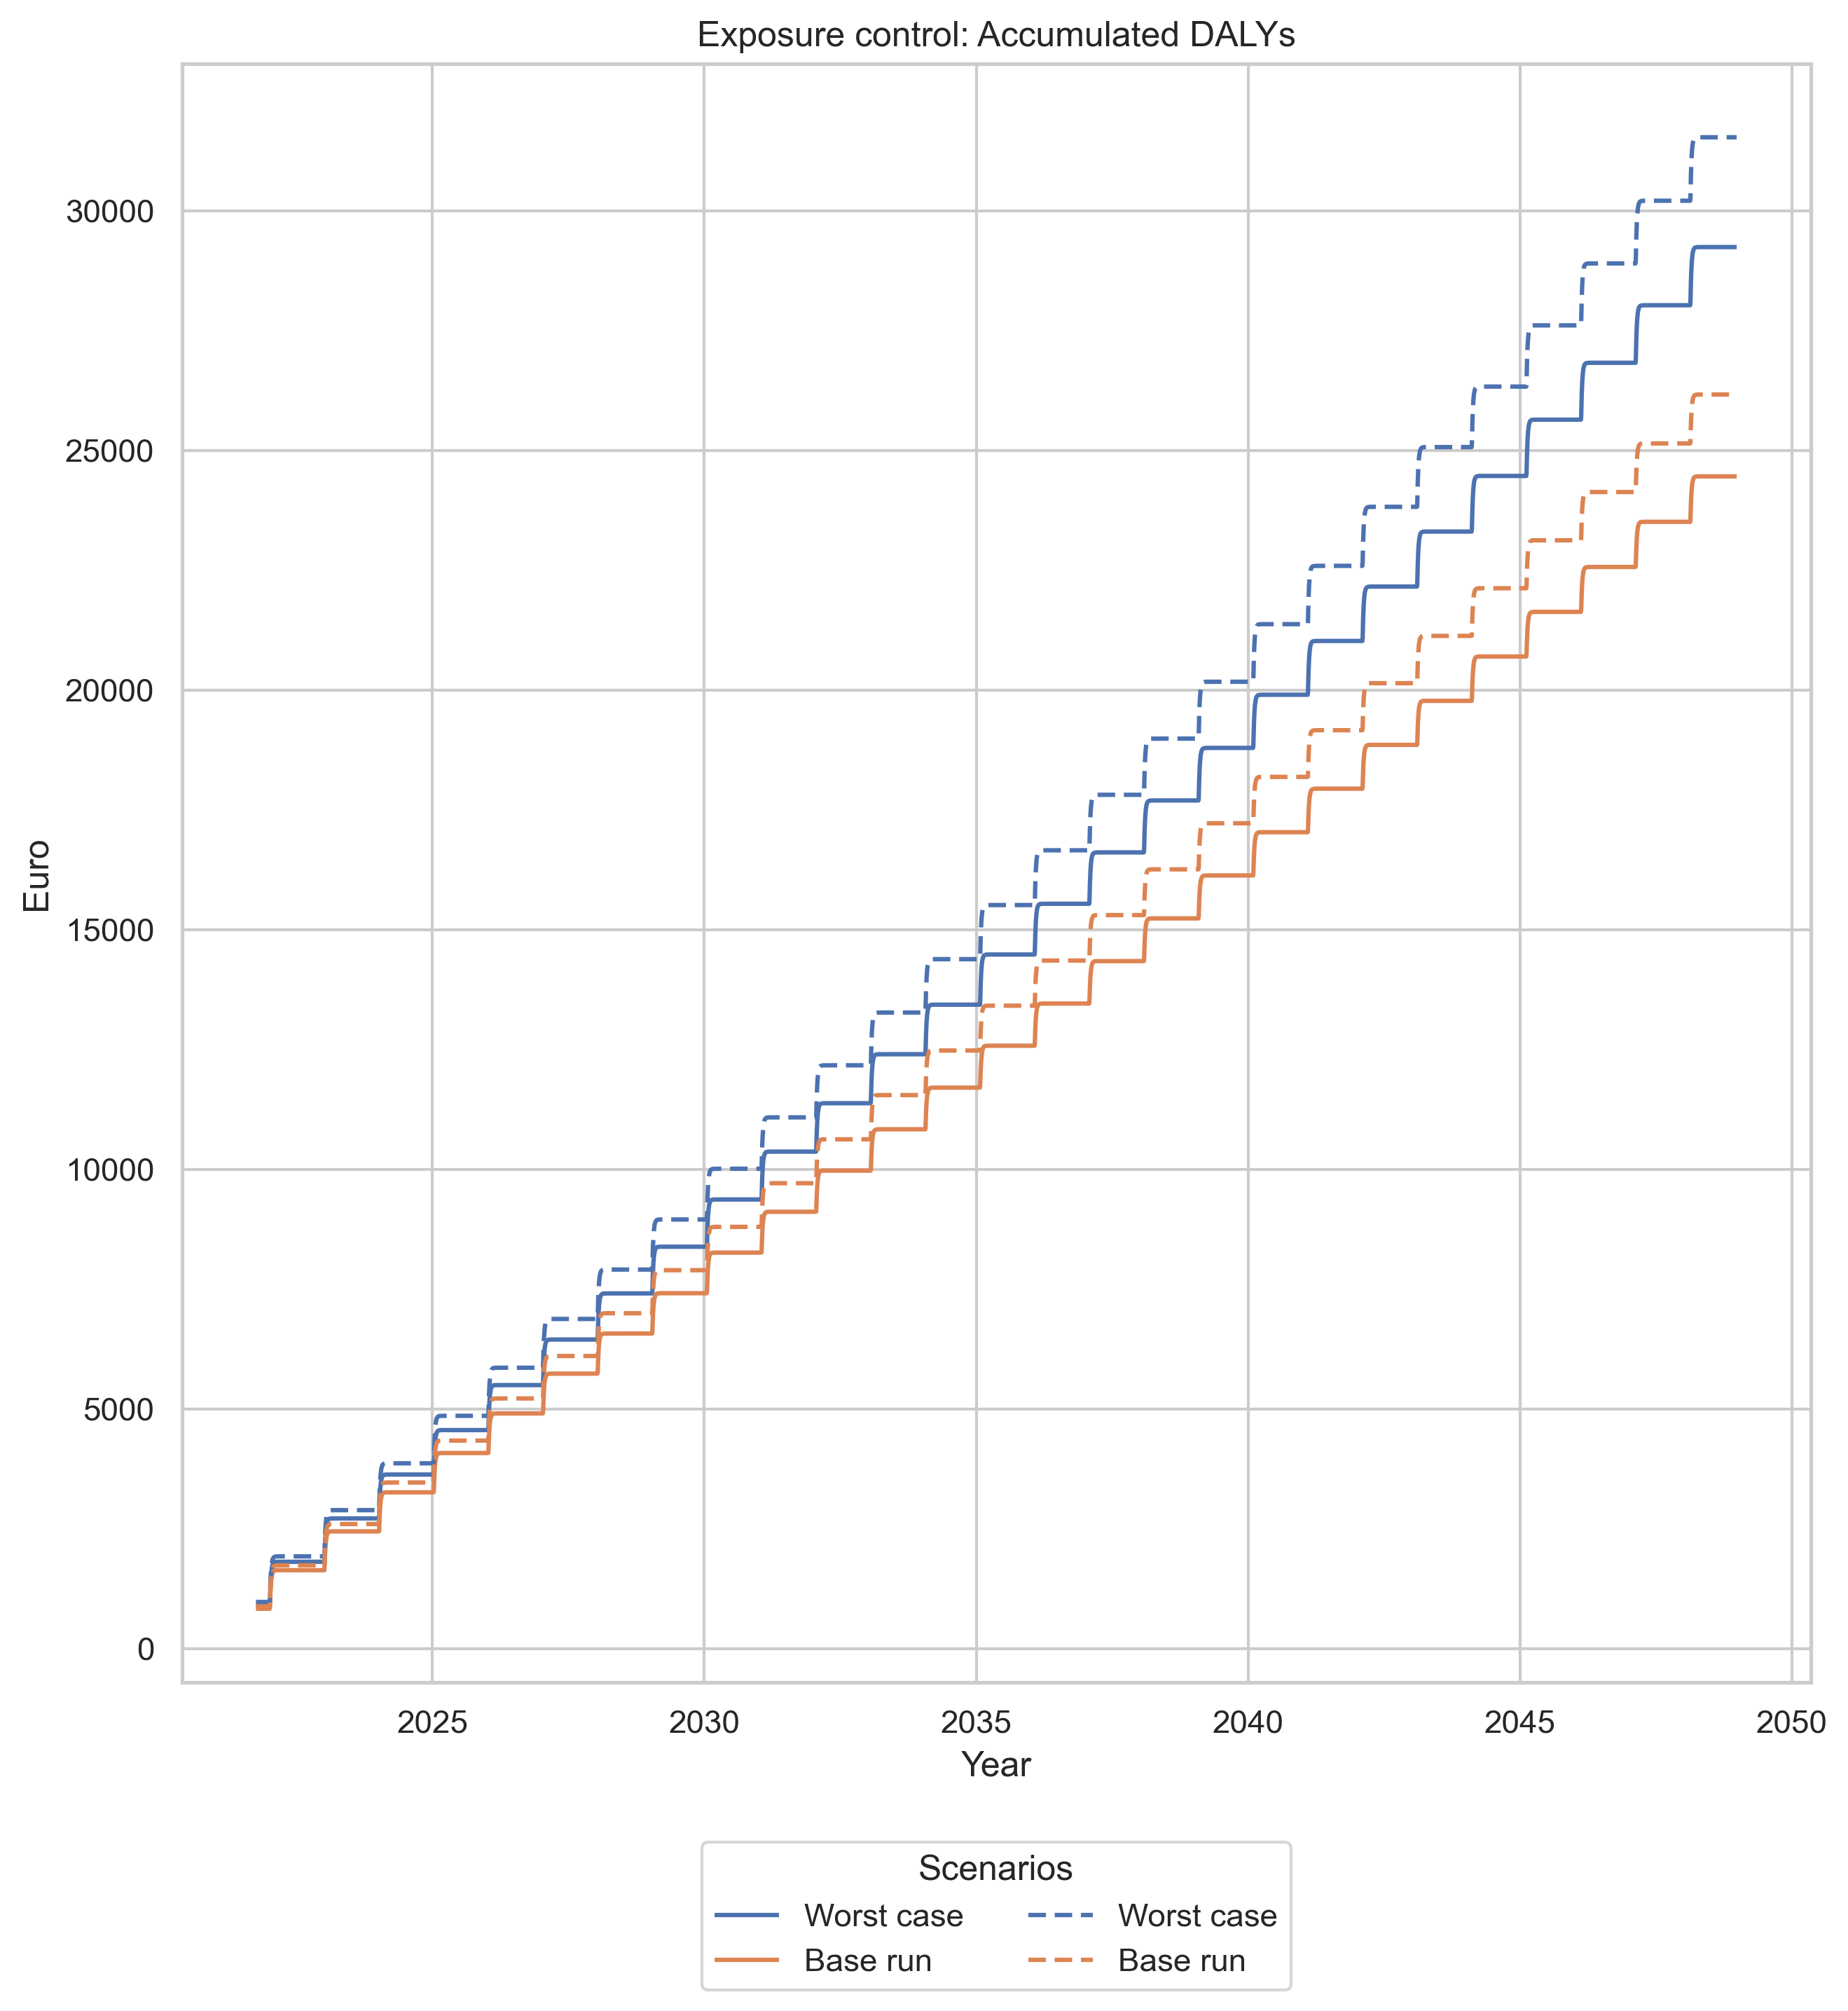 Exposure control: Accumulated DALYs
30000
25000
20000
15000
10000
5000
0
Euro
2025 2030 2035 2040 2045 2050
Year
Scenarios
Worst case Worst case
Base run Base run